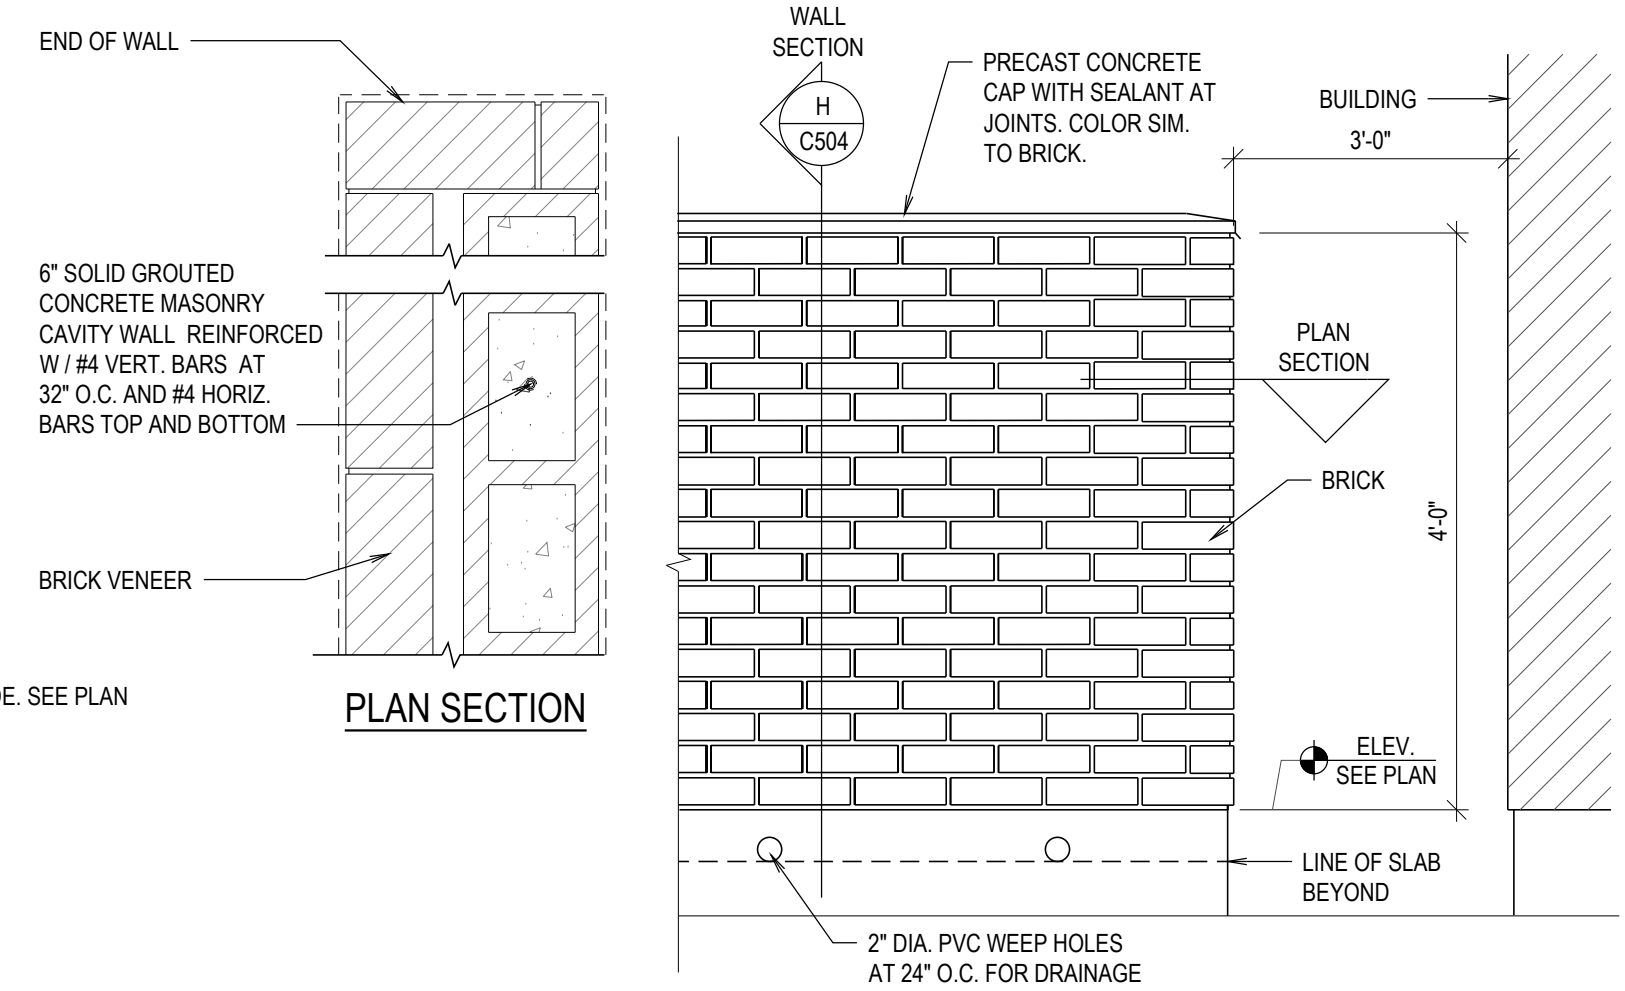 END OF WALL
6" SOLID GROUTED
CONCRETE MASONRY
CAVITY WALL REINFORCED
W / #4 VERT. BARS AT
32" O.C. AND #4 HORIZ.
BARS TOP AND BOTTOM
BRICK VENEER
SEE PLAN
PLAN SECTION
WALL
SECTION
H
C504
PRECAST CONCRETE
CAP WITH SEALANT AT
JOINTS. COLOR SIM.
TO BRICK.
BUILDING
3'-0"
PLAN
SECTION
BRICK
4'-0"
ELEV.
SEE PLAN
LINE OF SLAB
BEYOND
2" DIA. PVC WEEP HOLES
AT 24" O.C. FOR DRAINAGE